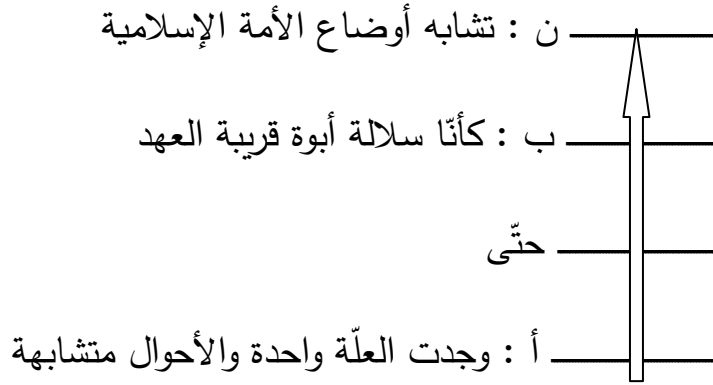 ن : تشابه أوضاع الأمة الإسلامية
ب : كأنّا سلالة أبوة قريبة العهد
حتّى
أ : وجدت العلّة واحدة والأحوال متشابهة